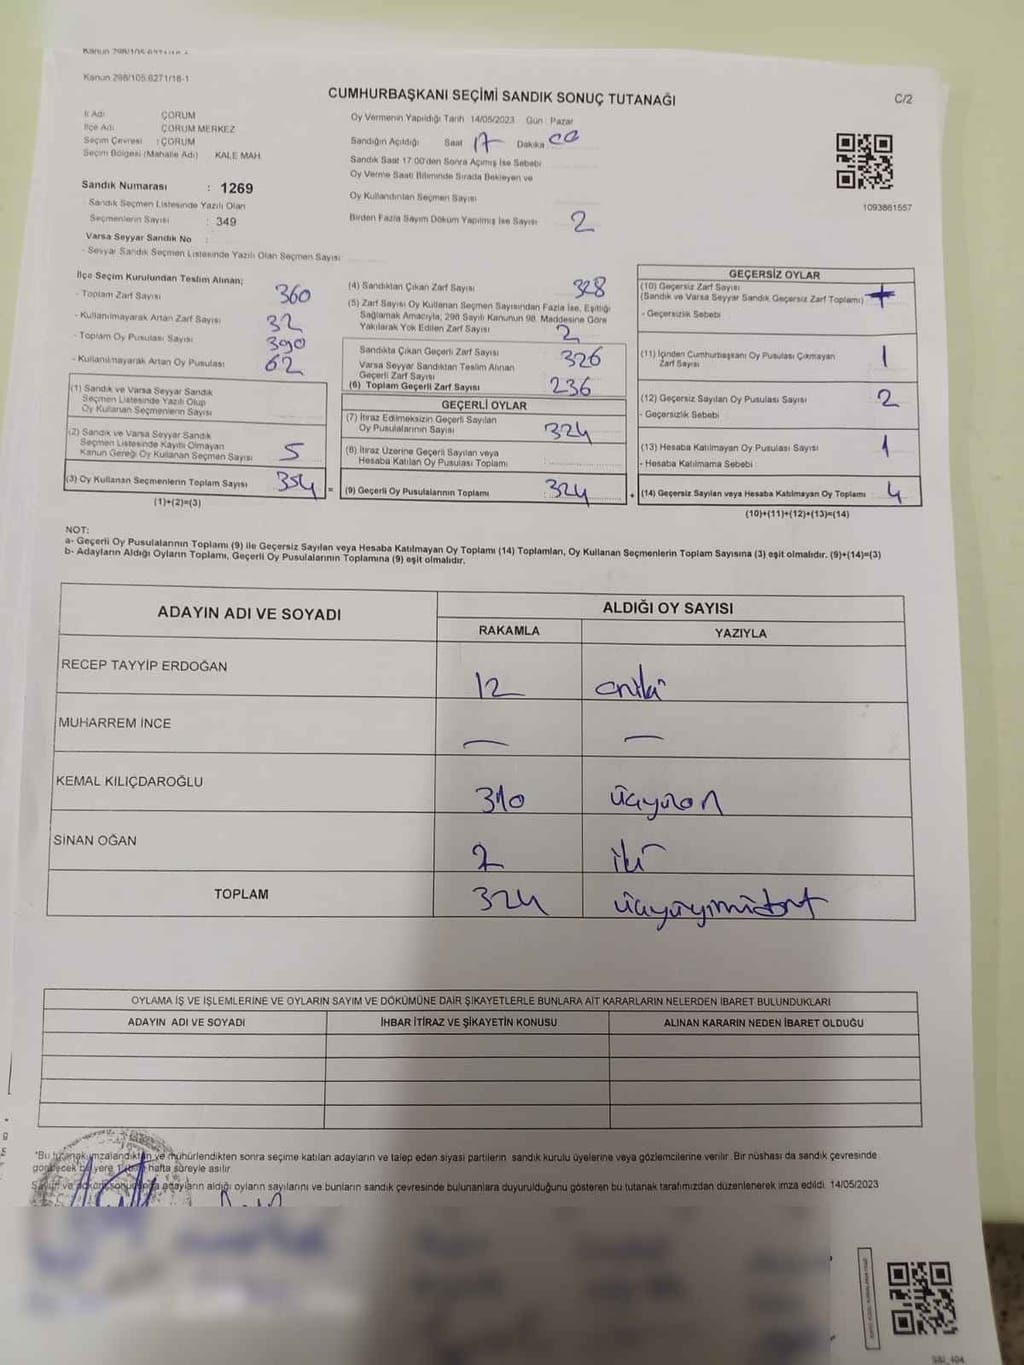 Kanun 298/105.6271/18-1
CUMHURBAŞKANI SEÇİMİ SANDIK SONUÇ TUTANAĞI
C/2
İl Adı : ÇORUM
İlçe Adı : ÇORUM MERKEZ
Seçim Çevresi : ÇORUM
Seçim Bölgesi (Mahalle Adı) KALE MAH.
Sandık Numarası : 1269
Sandık Seçmen Listesinde Yazılı Olan
Seçmenlerin Sayısı : 349
Varsa Seyyar Sandık No
- Seyyar Sandık Seçmen Listesinde Yazılı Olan Seçmen Sayısı
Oy Vermenin Yapıldığı Tarih 14/05/2023 Gün : Pazar
Sandığın Açıldığı Saat 17 Dakika 00
Sandık Saat 17:00'den Sonra Açımış İse Sebebi
Oy Verme Saati Bitiminde Sırada Bekleyen ve
Oy Kullandırılan Seçmen Sayısı
Birden Fazla Sayım Döküm Yapılmış İse Sayısı 2
1093861557
İlçe Seçim Kurulundan Teslim Alınan;
- Toplam Zarf Sayısı 360
- Kullanılmayarak Artan Zarf Sayısı 32
- Toplam Oy Pusulası Sayısı 390
- Kullanılmayarak Artan Oy Pusulası 62
(1) Sandık ve Varsa Seyyar Sandık
Seçmen Listesinde Yazılı Olup
Oy Kullanan Seçmenlerin Sayısı
(2) Sandık ve Varsa Seyyar Sandık
Seçmen Listesinde Kayıtlı Olmayan
Kanun Gereği Oy Kullanan Seçmen Sayısı 5
(3) Oy Kullanan Seçmenlerin Toplam Sayısı 354
(1)+(2)=(3)
(4) Sandıktan Çıkan Zarf Sayısı 328
(5) Zarf Sayısı Oy Kullanan Seçmen Sayısından Fazla İse, Eşitliği
Sağlamak Amacıyla, 298 Sayılı Kanunun 98. Maddesine Göre
Yakılarak Yok Edilen Zarf Sayısı 2
Sandıkta Çıkan Geçerli Zarf Sayısı 326
Varsa Seyyar Sandıktan Teslim Alınan
Geçerli Zarf Sayısı
(6) Toplam Geçerli Zarf Sayısı 236
GEÇERLİ OYLAR
(7) İtiraz Edilmeksizin Geçerli Sayılan
Oy Pusulalarının Sayısı 324
(8) İtiraz Üzerine Geçerli Sayılan veya
Hesaba Katılan Oy Pusulası Toplamı
= (9) Geçerli Oy Pusulalarının Toplamı : 324
GEÇERSİZ OYLAR
(10) Geçersiz Zarf Sayısı
(Sandık ve Varsa Seyyar Sandık Geçersiz Zarf Toplamı)
- Geçersizlik Sebebi
(11) İçinden Cumhurbaşkanı Oy Pusulası Çıkmayan
Zarf Sayısı 1
(12) Geçersiz Sayılan Oy Pusulası Sayısı 2
- Geçersizlik Sebebi
(13) Hesaba Katılmayan Oy Pusulası Sayısı 1
- Hesaba Katılmama Sebebi
+ (14) Geçersiz Sayılan veya Hesaba Katılmayan Oy Toplamı 4
(10)+(11)+(12)+(13)=(14)
NOT:
a- Geçerli Oy Pusulalarının Toplamı (9) ile Geçersiz Sayılan veya Hesaba Katılmayan Oy Toplamı (14) Toplamları, Oy Kullanan Seçmenlerin Toplam Sayısına (3) eşit olmalıdır. (9)+(14)=(3)
b- Adayların Aldığı Oyların Toplamı, Geçerli Oy Pusulalarının Toplamına (9) eşit olmalıdır.
ADAYIN ADI VE SOYADI
ALDIĞI OY SAYISI
RAKAMLA YAZIYLA
RECEP TAYYİP ERDOĞAN 12 oniki
MUHARREM İNCE — —
KEMAL KILIÇDAROĞLU 310 üçyüzon
SİNAN OĞAN 2 iki
TOPLAM 324 üçyüzyirmidört
OYLAMA İŞ VE İŞLEMLERİNE VE OYLARIN SAYIM VE DÖKÜMÜNE DAİR ŞİKAYETLERLE BUNLARA AİT KARARLARIN NELERDEN İBARET BULUNDUKLARI
ADAYIN ADI VE SOYADI İHBAR İTİRAZ VE ŞİKAYETİN KONUSU ALINAN KARARIN NEDEN İBARET OLDUĞU
*Bu tutanak imzalandıktan ve mühürlendikten sonra seçime katılan adayların ve talep eden siyasi partilerin sandık kurulu üyelerine veya gözlemcilerine verilir. Bir nüshası da sandık çevresinde
hafta süreyle asılır.
adayların aldığı oyların sayılarını ve bunların sandık çevresinde bulunanlara duyurulduğunu gösteren bu tutanak tarafımızdan düzenlenerek imza edildi. 14/05/2023